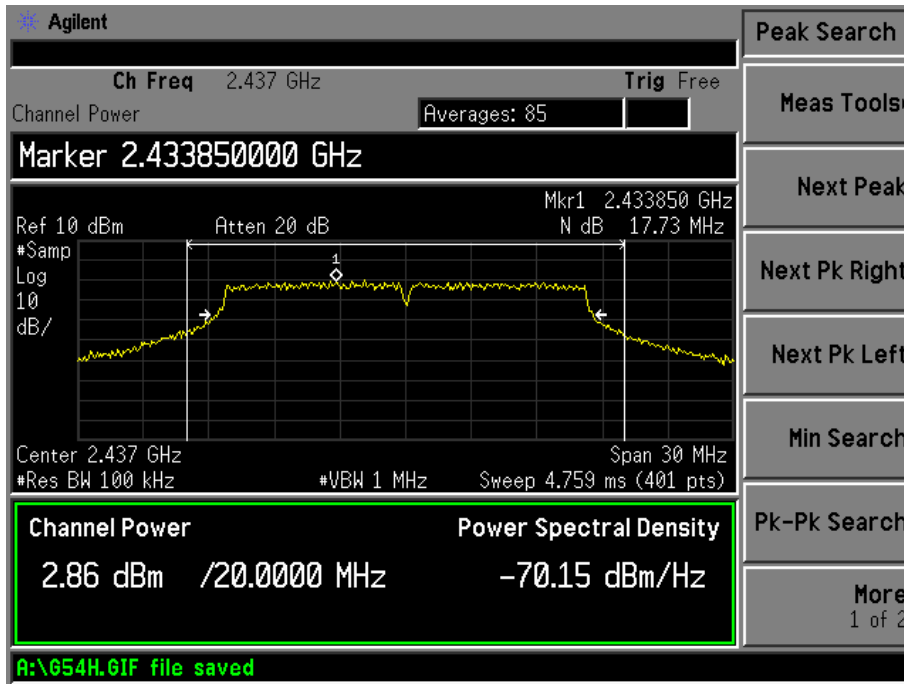 Agilent
Ch Freq 2.437 GHz Trig Free
Channel Power Averages: 85
Marker 2.433850000 GHz
Mkr1 2.433850 GHz
Ref 10 dBm Atten 20 dB N dB 17.73 MHz
#Samp
Log
10
dB/
1
Center 2.437 GHz Span 30 MHz
#Res BW 100 kHz #VBW 1 MHz Sweep 4.759 ms (401 pts)
Channel Power Power Spectral Density
2.86 dBm /20.0000 MHz -70.15 dBm/Hz
A:\G54H.GIF file saved
Peak Search
Meas Tools
Next Peak
Next Pk Right
Next Pk Left
Min Search
Pk-Pk Search
More
1 of 2